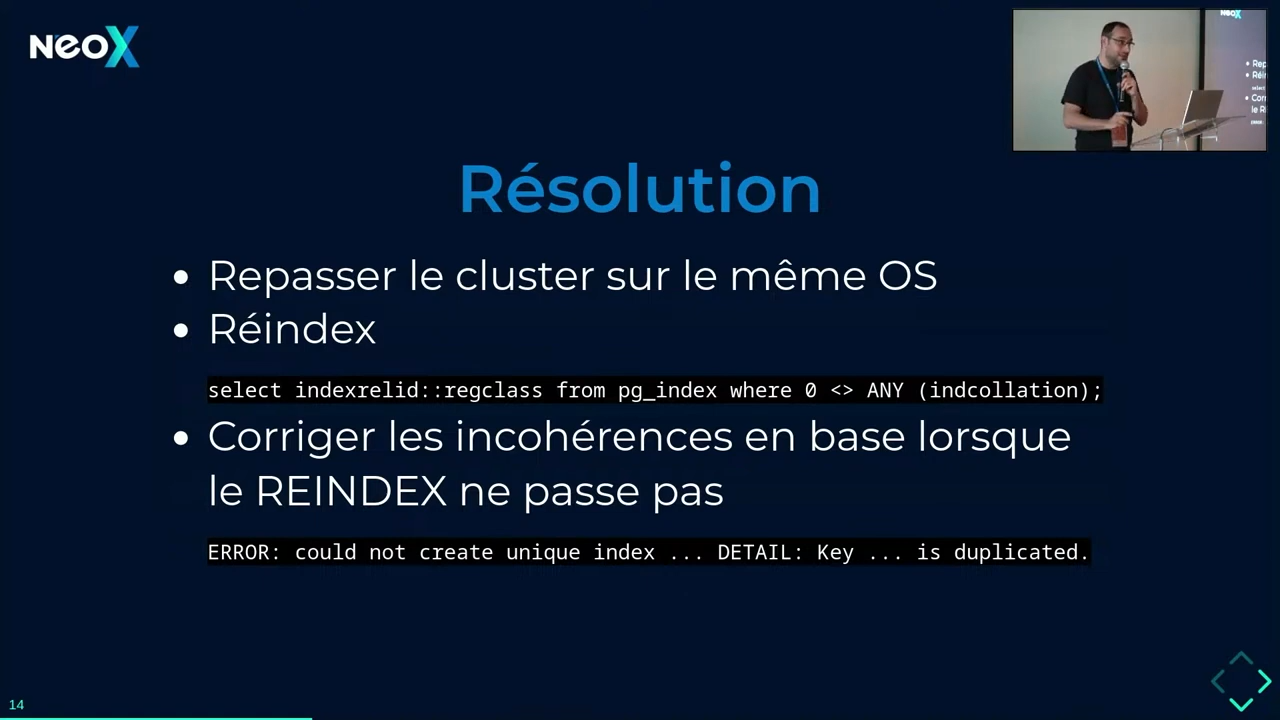 NeoX
Résolution
• Repasser le cluster sur le même OS
• Réindex
select indexrelid::regclass from pg_index where 0 <> ANY (indcollation);
• Corriger les incohérences en base lorsque
le REINDEX ne passe pas
ERROR: could not create unique index ... DETAIL: Key ... is duplicated.
14